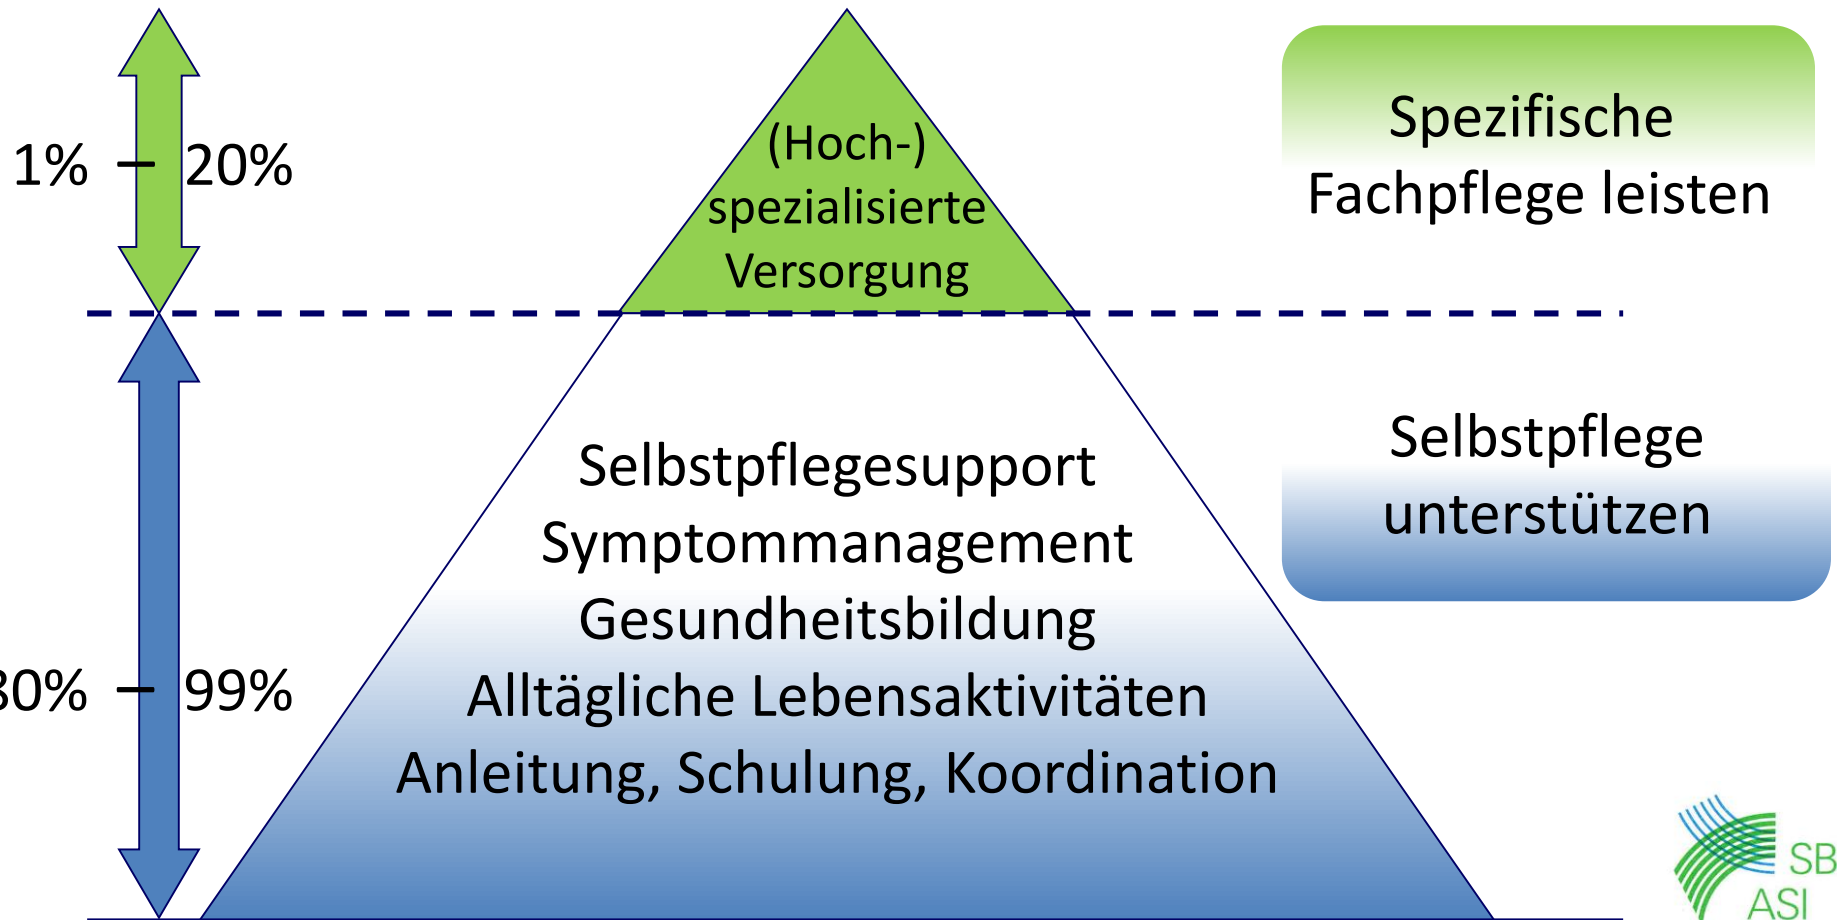 1% – 20%
(Hoch-)
spezialisierte
Versorgung
Spezifische
Fachpflege leisten
Selbstpflegesupport
Symptommanagement
Gesundheitsbildung
Alltägliche Lebensaktivitäten
Anleitung, Schulung, Koordination
80% – 99%
Selbstpflege
unterstützen
SB
ASI